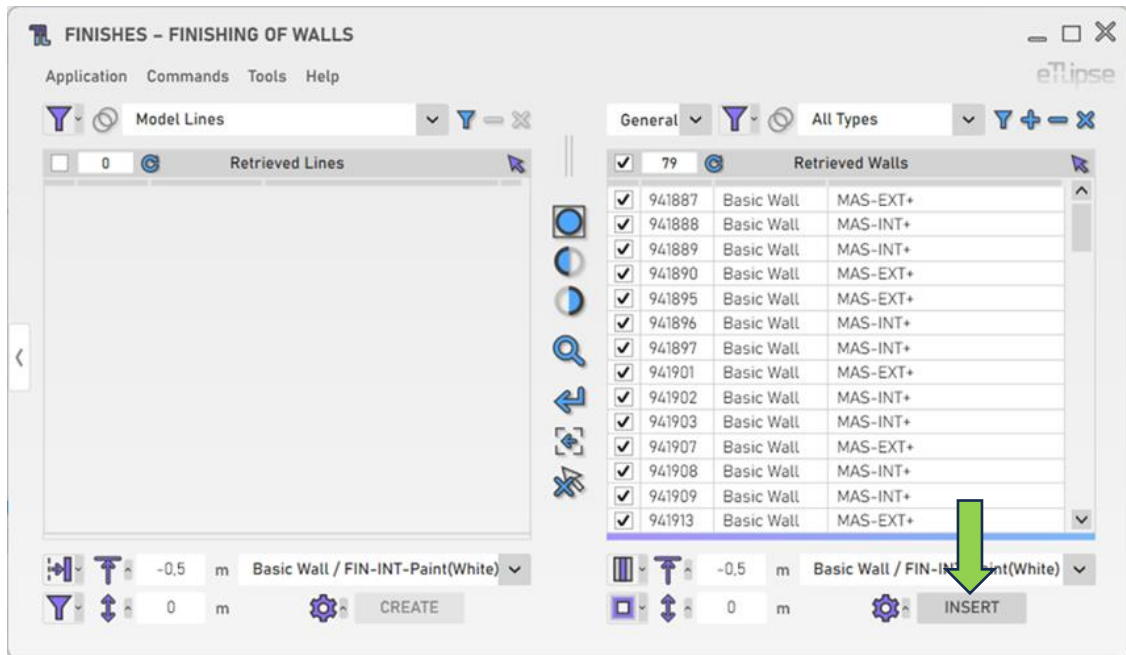 FINISHES – FINISHING OF WALLS
eTLipse
Application Commands Tools Help
Model Lines
General All Types
0 Retrieved Lines
79 Retrieved Walls
941887 Basic Wall MAS-EXT+
941888 Basic Wall MAS-INT+
941889 Basic Wall MAS-INT+
941890 Basic Wall MAS-EXT+
941895 Basic Wall MAS-EXT+
941896 Basic Wall MAS-INT+
941897 Basic Wall MAS-INT+
941901 Basic Wall MAS-EXT+
941902 Basic Wall MAS-INT+
941903 Basic Wall MAS-INT+
941907 Basic Wall MAS-EXT+
941908 Basic Wall MAS-INT+
941909 Basic Wall MAS-INT+
941913 Basic Wall MAS-EXT+
-0,5 m Basic Wall / FIN-INT-Paint(White)
0 m CREATE
-0,5 m Basic Wall /
0 m INSERT